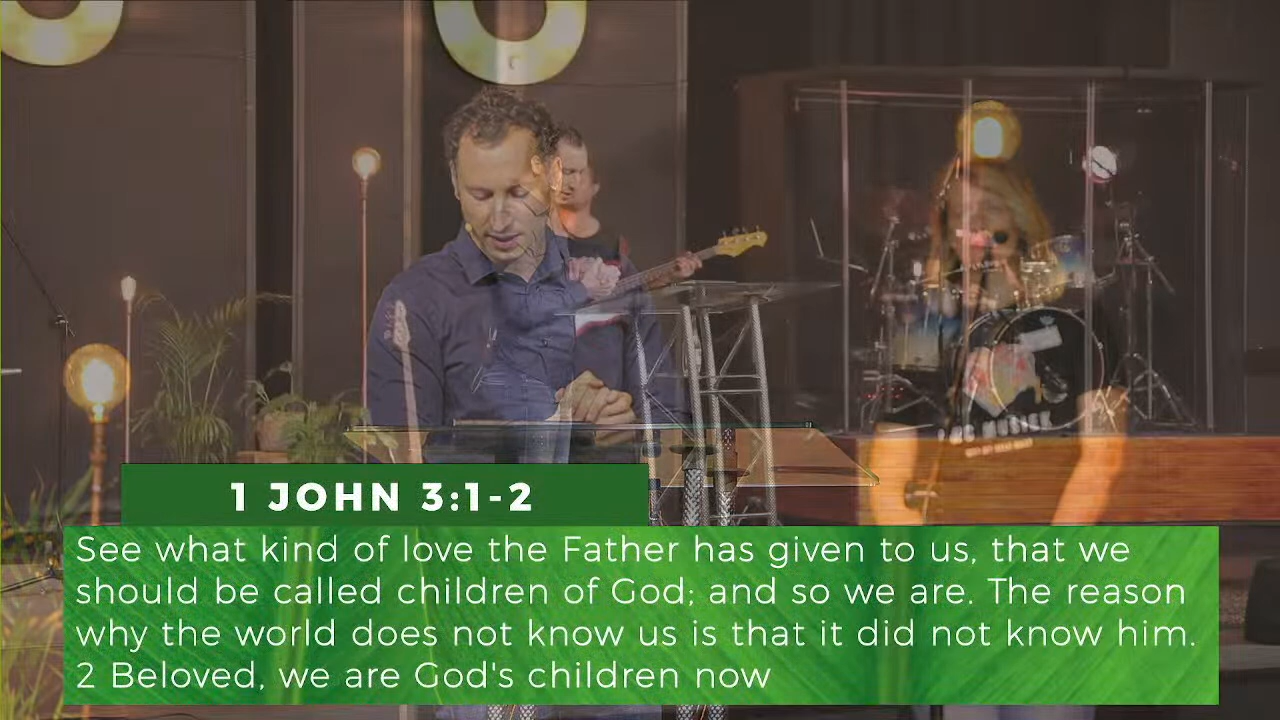 1 JOHN 3:1-2
See what kind of love the Father has given to us, that we
should be called children of God; and so we are. The reason
why the world does not know us is that it did not know him.
2 Beloved, we are God's children now